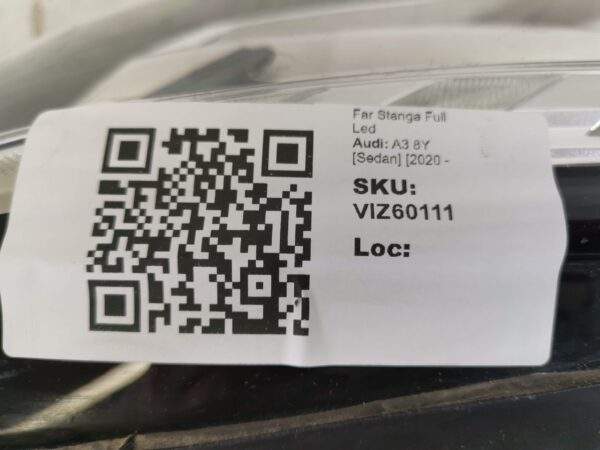 Far Stanga Full
Led
Audi: A3 8Y
[Sedan] [2020 -
SKU:
VIZ60111
Loc: